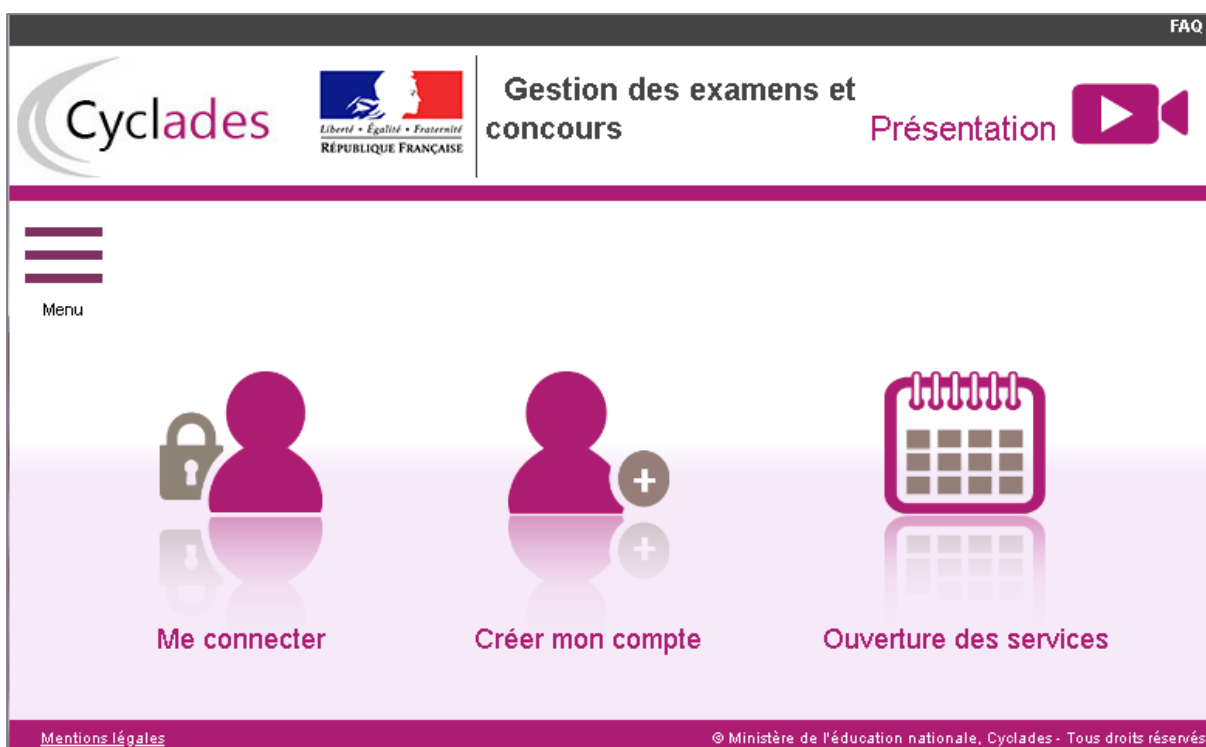 FAQ
Cyclades
Liberté • Égalité • Fraternité
RÉPUBLIQUE FRANÇAISE
Gestion des examens et
concours
Présentation
Menu
Me connecter
Créer mon compte
Ouverture des services
Mentions légales
© Ministère de l'éducation nationale, Cyclades - Tous droits réservés